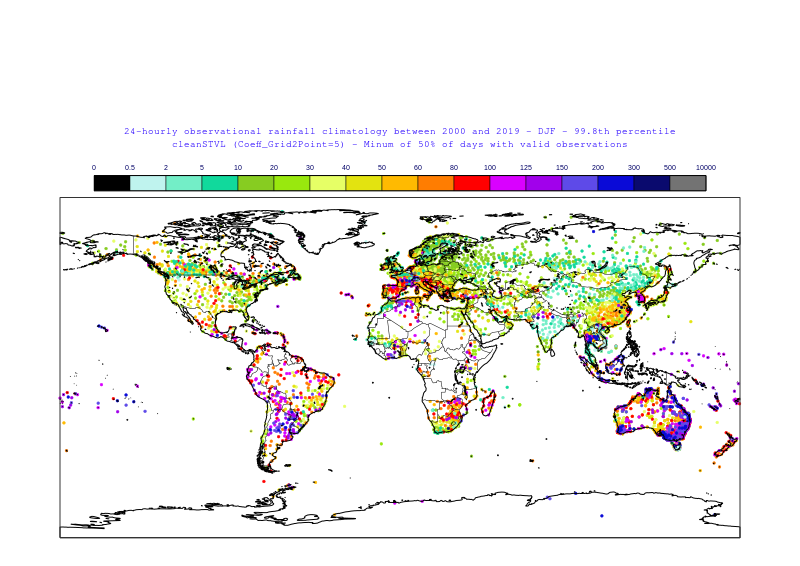 24-hourly observational rainfall climatology between 2000 and 2019 - DJF - 99.8th percentile
cleanSTVL (Coeff_Grid2Point=5) - Minum of 50% of days with valid observations
0 0.5 2 5 10 20 30 40 60 80 100 125 150 200 300 500 10000